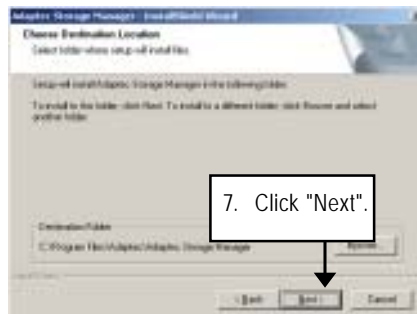 Adaptec Storage Manager - InstallShield Wizard
Choose Destination Location
Select folder where setup will install files.
Setup will install Adaptec Storage Manager in the following folder.
To install to this folder, click Next. To install to a different folder, click Browse and select
another folder.
7. Click "Next".
Destination Folder
C:\Program Files\Adaptec\Adaptec Storage Manager
Browse...
< Back
Next >
Cancel